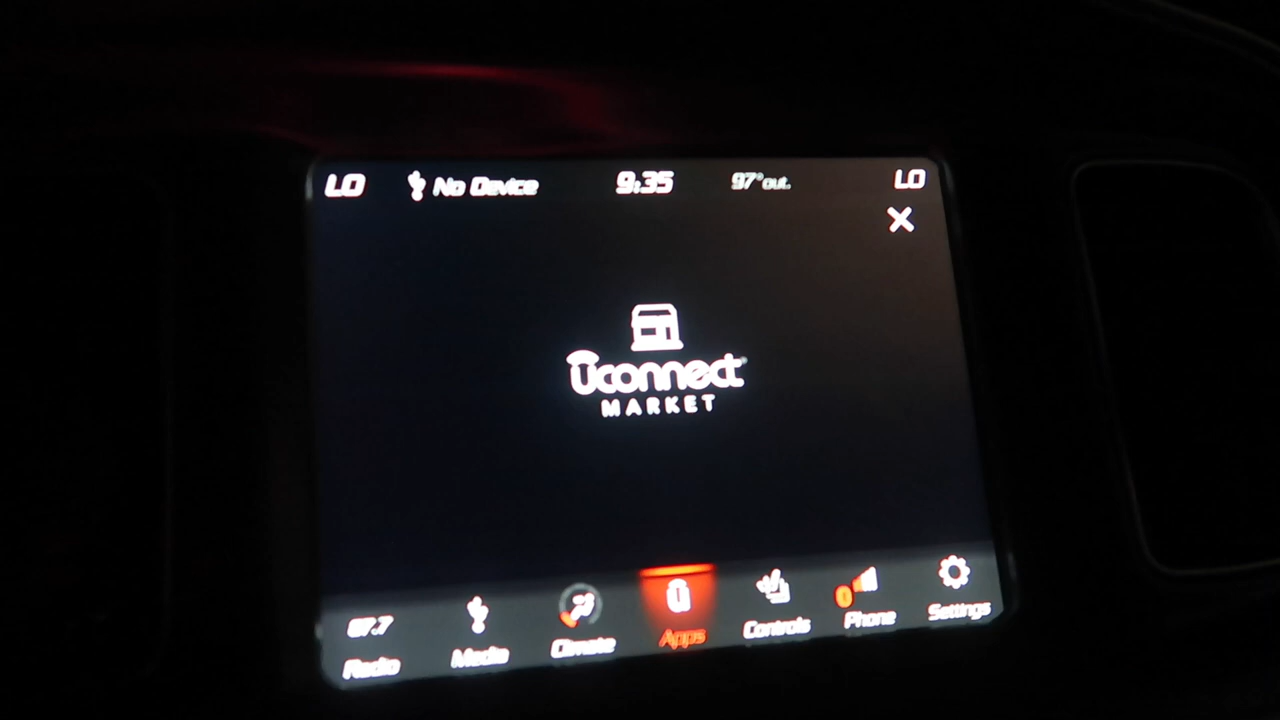 LO No Device 9:35 97°out. LO
Uconnect
MARKET
87.7
Radio Media Climate Apps Controls 0 Phone Settings